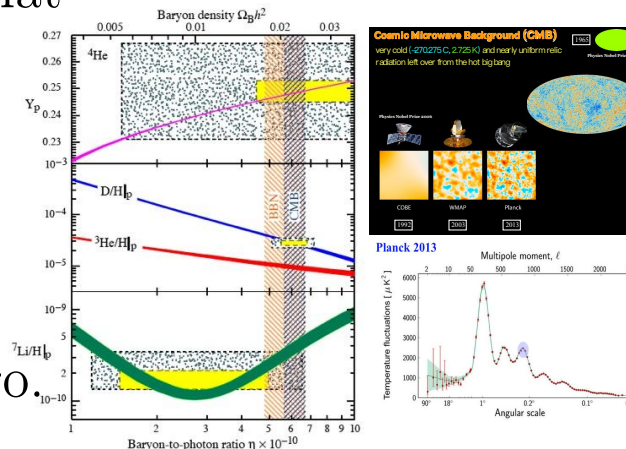 Baryon density Ω_Bh²
0.005 0.01 0.02 0.03
0.27
0.26
0.25
0.24
0.23
Yₚ
⁴He
10⁻³
D/H|ₚ
10⁻⁴
³He/H|ₚ
10⁻⁵
BBN
CMB
10⁻⁹
5
⁷Li/H|ₚ
2
10⁻¹⁰
1 2 3 4 5 6 7 8 9 10
Baryon-to-photon ratio η × 10⁻¹⁰
ro.
Cosmic Microwave Background (CMB)
very cold (-270.275 C, 2.725 K) and nearly uniform relic
radiation left over from the hot big bang
1965
Physics Nobel Prize
Physics Nobel Prize 2006
COBE WMAP Planck
1992 2003 2013
Planck 2013
Multipole moment, ℓ
2 10 50 500 1000 1500 2000
Temperature fluctuations [ μ K² ]
6000
5000
4000
3000
2000
1000
0
90° 18° 1° 0.2° 0.1°
Angular scale